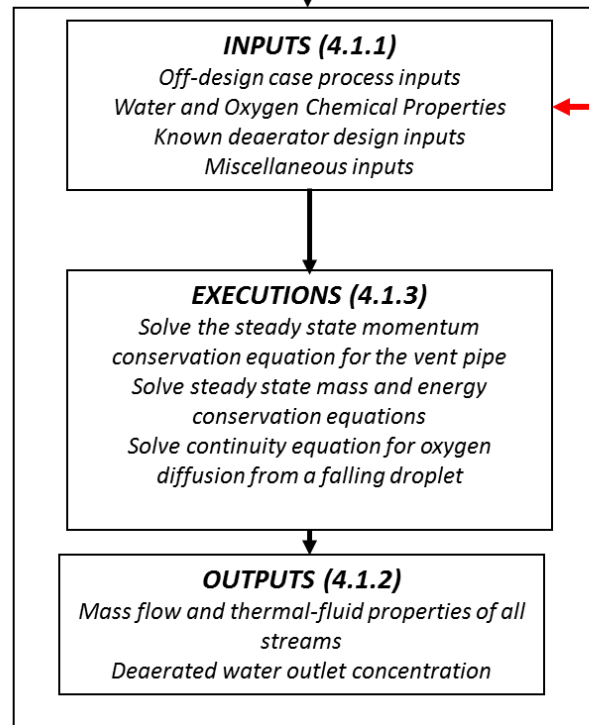 INPUTS (4.1.1)
Off-design case process inputs
Water and Oxygen Chemical Properties
Known deaerator design inputs
Miscellaneous inputs
EXECUTIONS (4.1.3)
Solve the steady state momentum
conservation equation for the vent pipe
Solve steady state mass and energy
conservation equations
Solve continuity equation for oxygen
diffusion from a falling droplet
OUTPUTS (4.1.2)
Mass flow and thermal-fluid properties of all
streams
Deaerated water outlet concentration